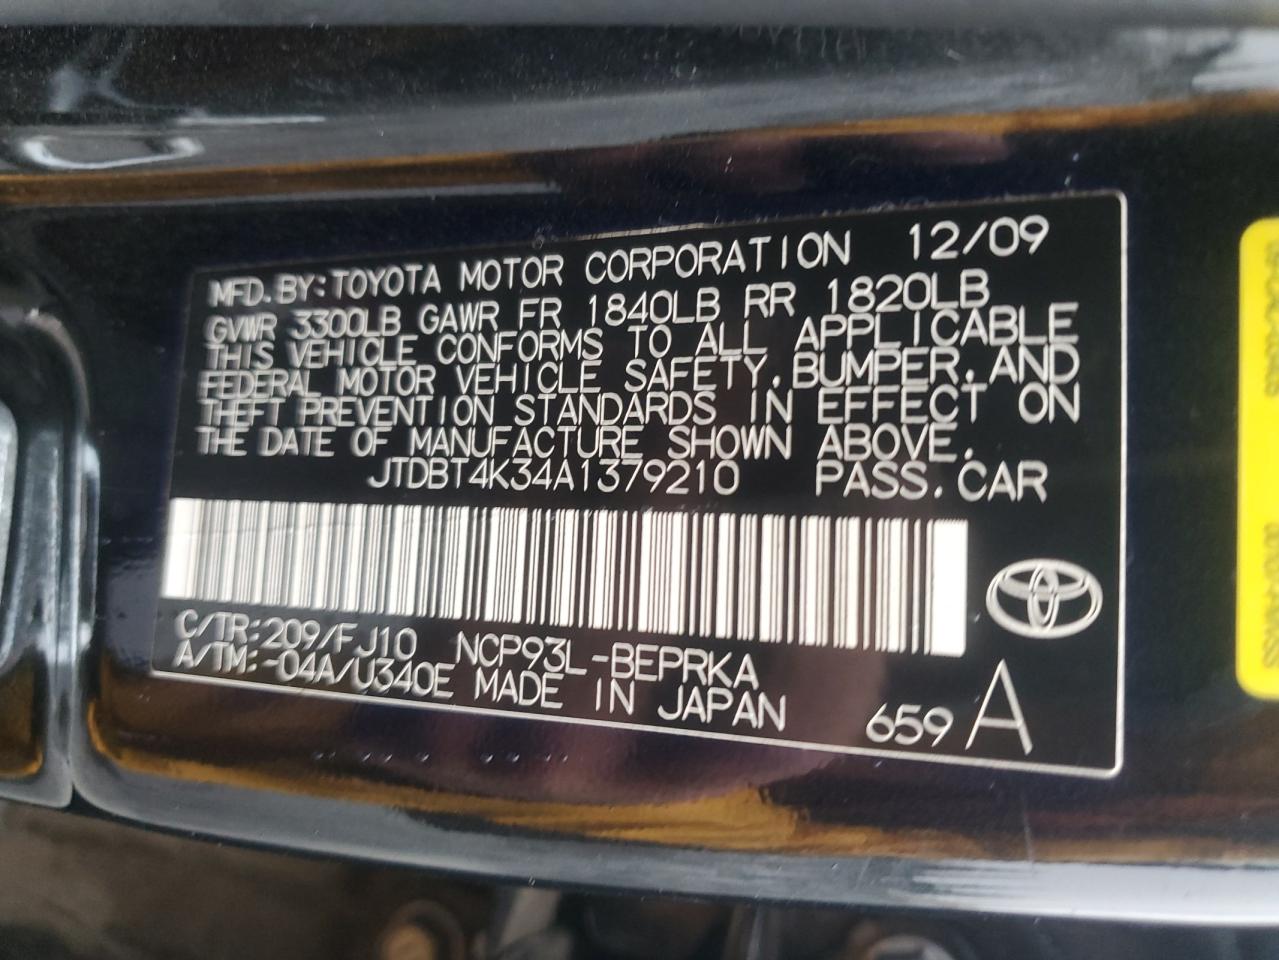 MFD. BY: TOYOTA MOTOR CORPORATION 12/09
GVWR 3300LB GAWR FR 1840LB RR 1820LB
THIS VEHICLE CONFORMS TO ALL APPLICABLE
FEDERAL MOTOR VEHICLE SAFETY, BUMPER, AND
THEFT PREVENTION STANDARDS IN EFFECT ON
THE DATE OF MANUFACTURE SHOWN ABOVE.
JTDBT4K34A1379210 PASS. CAR
C/TR: 209/FJ10 NCP93L-BEPRKA
A/TM: -04A/U340E MADE IN JAPAN 659 A